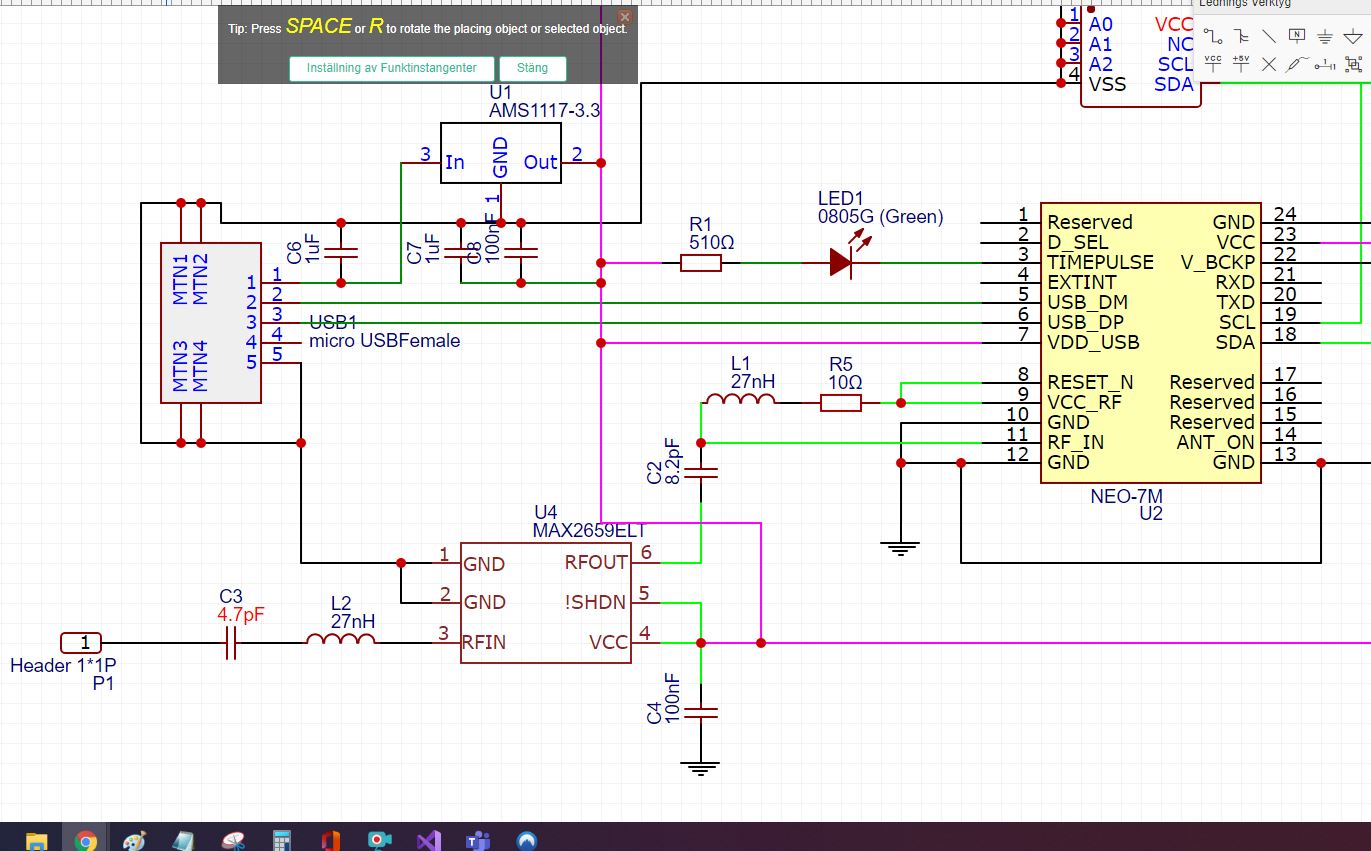 Lednings Verktyg
Tip: Press SPACE or R to rotate the placing object or selected object.
Inställning av Funktinstangenter
Stäng
N
VCC
+5V
1
2
3
4
A0
A1
A2
VSS
VCC
NC
SCL
SDA
U1
AMS1117-3.3
3
In
GND
Out
2
1
C6
1uF
C7
1uF
C8
100nF
R1
510Ω
LED1
0805G (Green)
MTN1
MTN2
MTN3
MTN4
1
2
3
4
5
1
2
3
4
5
USB1
micro USBFemale
1
2
3
4
5
6
7
8
9
10
11
12
Reserved
D_SEL
TIMEPULSE
EXTINT
USB_DM
USB_DP
VDD_USB
RESET_N
VCC_RF
GND
RF_IN
GND
GND
VCC
V_BCKP
RXD
TXD
SCL
SDA
Reserved
Reserved
Reserved
ANT_ON
GND
24
23
22
21
20
19
18
17
16
15
14
13
NEO-7M
U2
L1
27nH
R5
10Ω
C2
8.2pF
U4
MAX2659ELT
1
2
3
GND
GND
RFIN
RFOUT
!SHDN
VCC
6
5
4
C3
4.7pF
L2
27nH
1
Header 1*1P
P1
C4
100nF